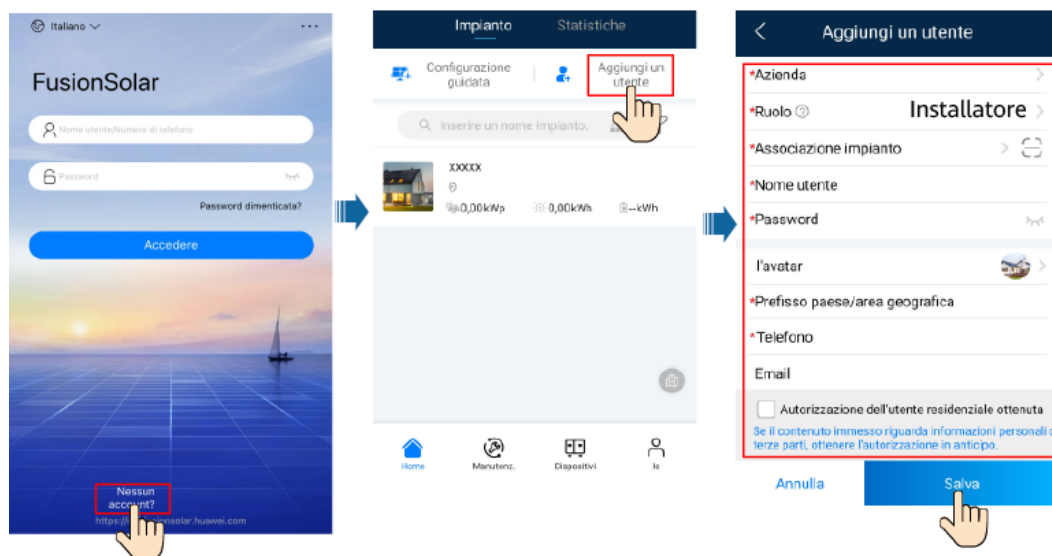 Italiano
...
FusionSolar
Nome utente/Numero di telefono
Password
Password dimenticata?
Accedere
Nessun
account?
huawei.com
Impianto
Statistiche
Configurazione
guidata
Aggiungi un
utente
Inserire un nome impianto.
XXXXX
0,00kWp
0,00kWh
--kWh
Home
Manutenz.
Dispositivi
Io
Aggiungi un utente
*Azienda
*Ruolo
Installatore
*Associazione impianto
*Nome utente
*Password
l'avatar
*Prefisso paese/area geografica
*Telefono
Email
Autorizzazione dell'utente residenziale ottenuta
Se il contenuto immesso riguarda informazioni personali
terze parti, ottenere l'autorizzazione in anticipo.
Annulla
Salva